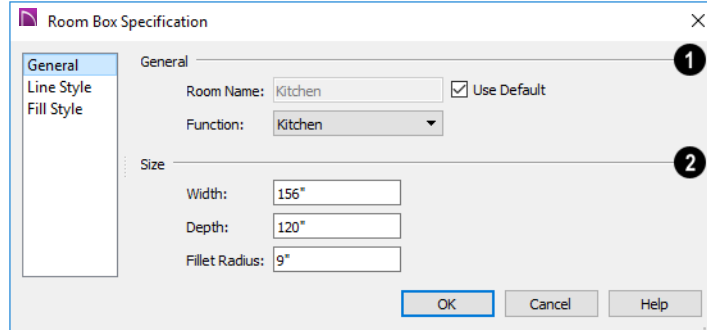 Room Box Specification
General
Line Style
Fill Style
General
1
Room Name: Kitchen Use Default
Function: Kitchen
Size
2
Width: 156"
Depth: 120"
Fillet Radius: 9"
OK Cancel Help